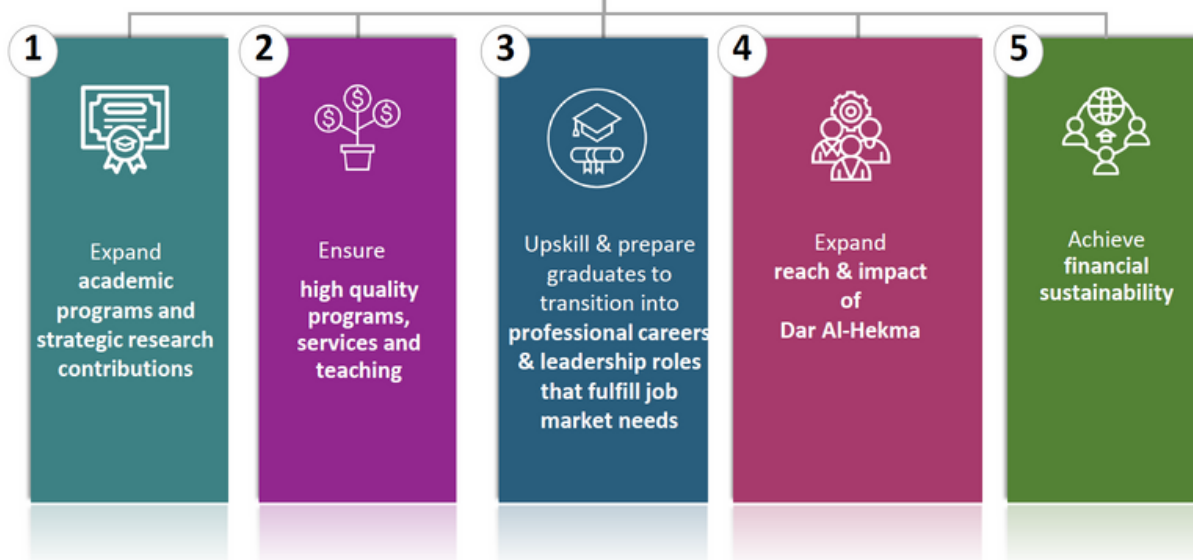 1
Expand
academic
programs and
strategic research
contributions
2
Ensure
high quality
programs,
services and
teaching
3
Upskill & prepare
graduates to
transition into
professional careers
& leadership roles
that fulfill job
market needs
4
Expand
reach & impact
of
Dar Al-Hekma
5
Achieve
financial
sustainability